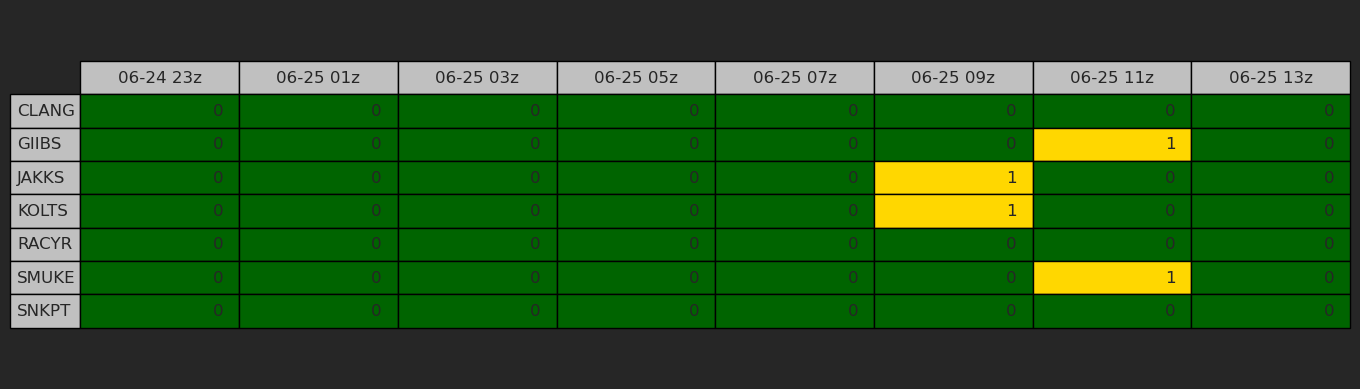 06-24 23z 06-25 01z 06-25 03z 06-25 05z 06-25 07z 06-25 09z 06-25 11z 06-25 13z
CLANG 0 0 0 0 0 0 0 0
GIIBS 0 0 0 0 0 0 1 0
JAKKS 0 0 0 0 0 1 0 0
KOLTS 0 0 0 0 0 1 0 0
RACYR 0 0 0 0 0 0 0 0
SMUKE 0 0 0 0 0 0 1 0
SNKPT 0 0 0 0 0 0 0 0